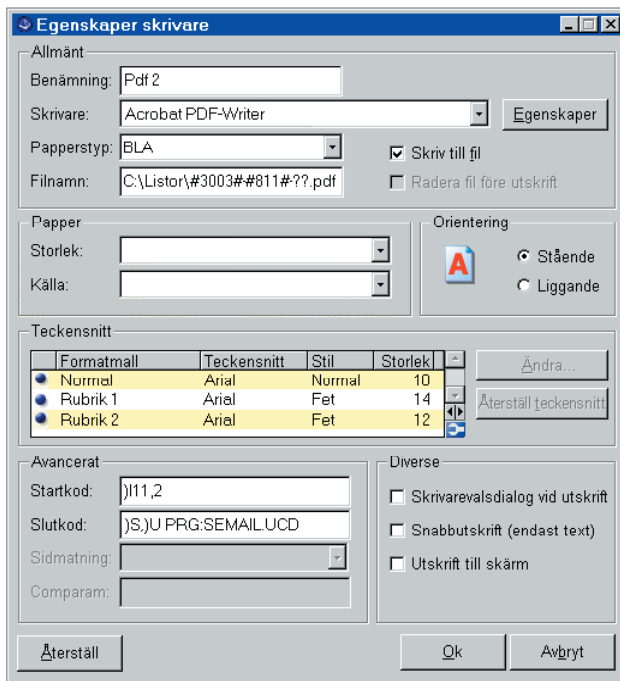 Egenskaper skrivare
Allmänt
Benämning: Pdf 2
Skrivare: Acrobat PDF-Writer Egenskaper
Papperstyp: BLA Skriv till fil
Filnamn: C:\Listor\#3003#-#811#-??.pdf Radera fil före utskrift
Papper Orientering
Storlek: Stående
Källa: Liggande
Teckensnitt
Formatmall Teckensnitt Stil Storlek
Normal Arial Normal 10 Ändra...
Rubrik 1 Arial Fet 14 Återställ teckensnitt
Rubrik 2 Arial Fet 12
Avancerat Diverse
Startkod: )I11,2 Skrivarevalsdialog vid utskrift
Slutkod: )S,)U PRG:SEMAIL.UCD Snabbutskrift (endast text)
Sidmatning: Utskrift till skärm
Comparam:
Återställ Ok Avbryt